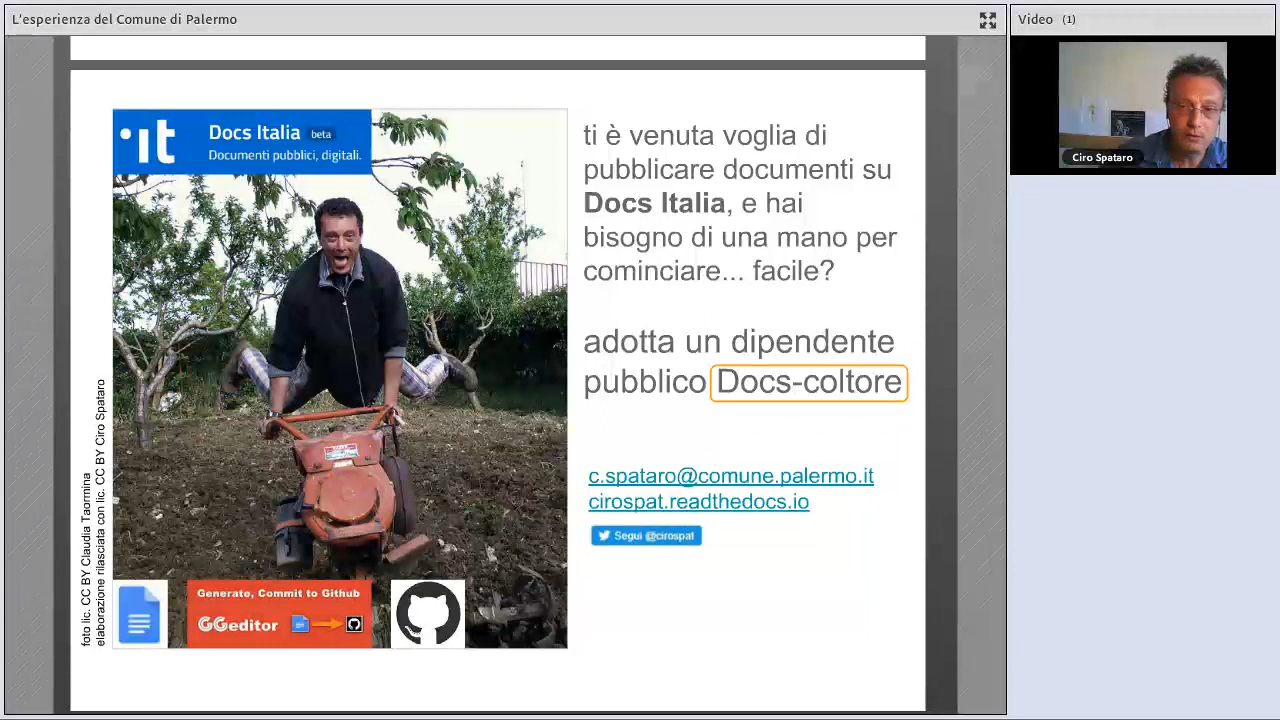 L'esperienza del Comune di Palermo
Video (1)
Ciro Spataro
Docs Italia beta
Documenti pubblici, digitali.
ti è venuta voglia di
pubblicare documenti su
Docs Italia, e hai
bisogno di una mano per
cominciare... facile?
adotta un dipendente
pubblico Docs-coltore
c.spataro@comune.palermo.it
cirospat.readthedocs.io
Segui @cirospat
foto lic. CC BY Claudia Taormina
elaborazione rilasciata con lic. CC BY Ciro Spataro
Generate, Commit to Github
GGeditor